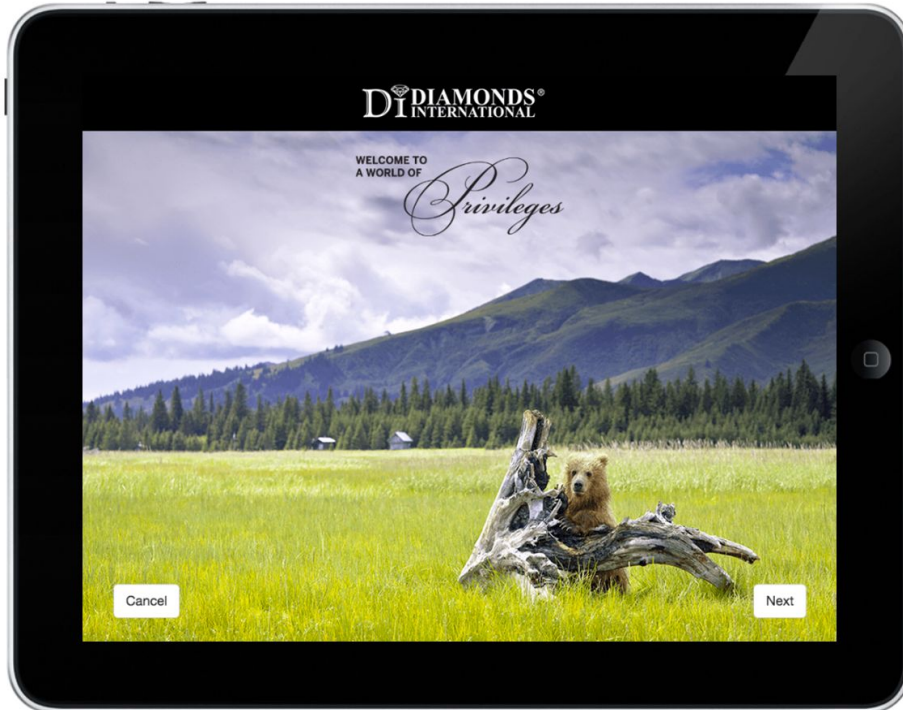 Di DIAMONDS®
INTERNATIONAL
WELCOME TO
A WORLD OF
Privileges
Cancel
Next